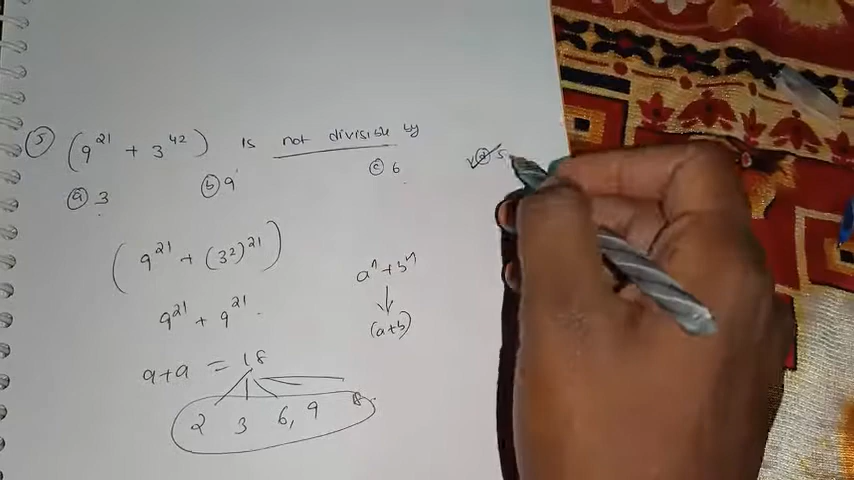 5 (9^21 + 3^42) is not divisible by
a 3 b 9 c 6 d 5
(9^21 + (3^2)^21)
9^21 + 9^21
a^n + b^n
(a+b)
9+9 = 18
2 3 6, 9